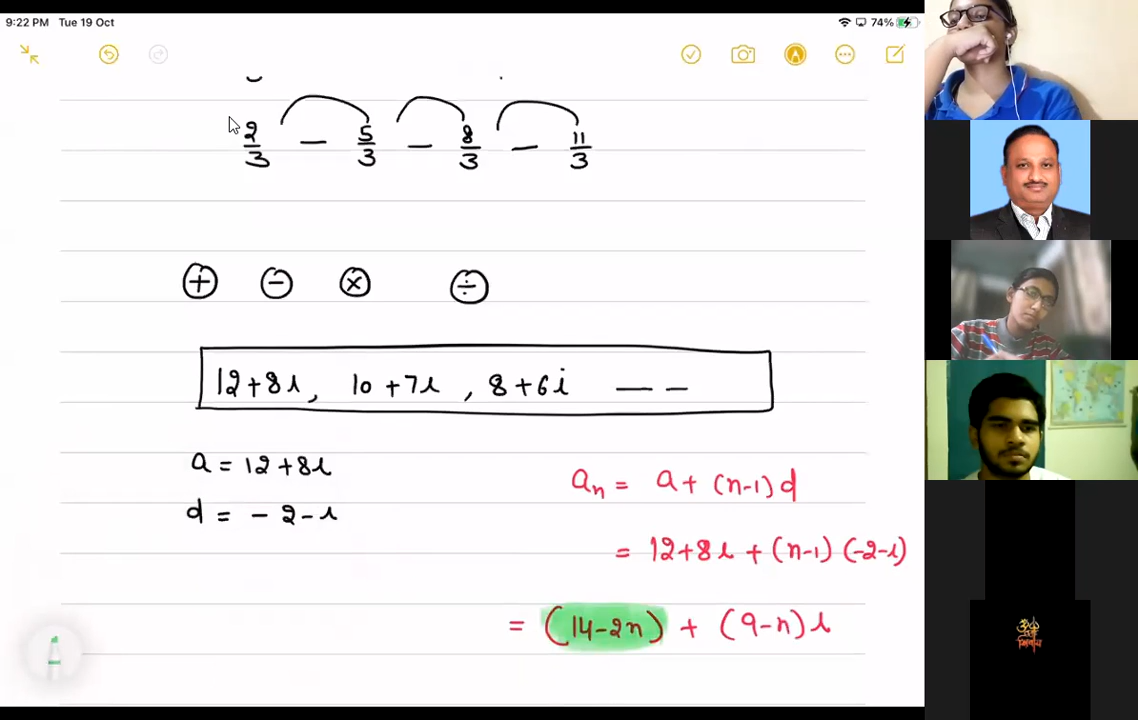 9:22 PM Tue 19 Oct 74%
2/3 — 5/3 — 8/3 — 11/3
+ − × ÷
12+8i, 10+7i, 8+6i — —
a = 12+8i
d = -2-i
an = a + (n-1)d
= 12+8i + (n-1)(-2-i)
= (14-2n) + (9-n)i